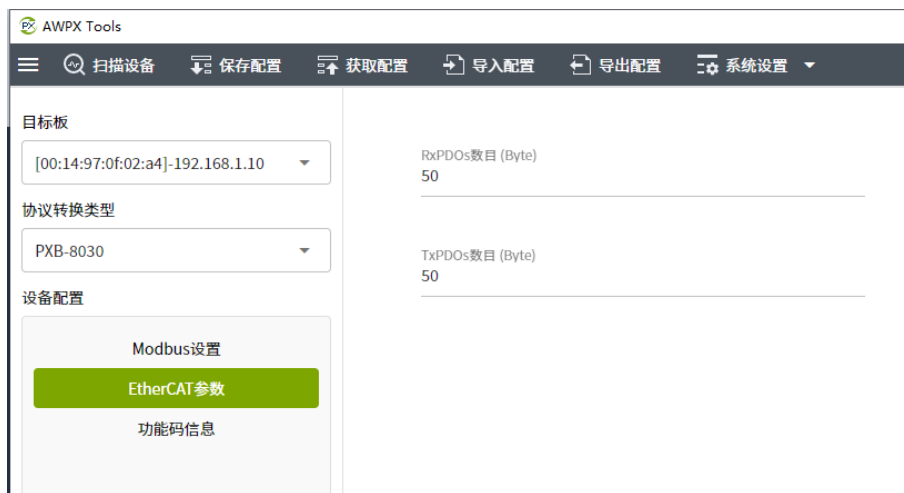 AWPX Tools
扫描设备 保存配置 获取配置 导入配置 导出配置 系统设置
目标板
[00:14:97:0f:02:a4]-192.168.1.10
协议转换类型
PXB-8030
设备配置
Modbus设置
EtherCAT参数
功能码信息
RxPDOs数目 (Byte)
50
TxPDOs数目 (Byte)
50